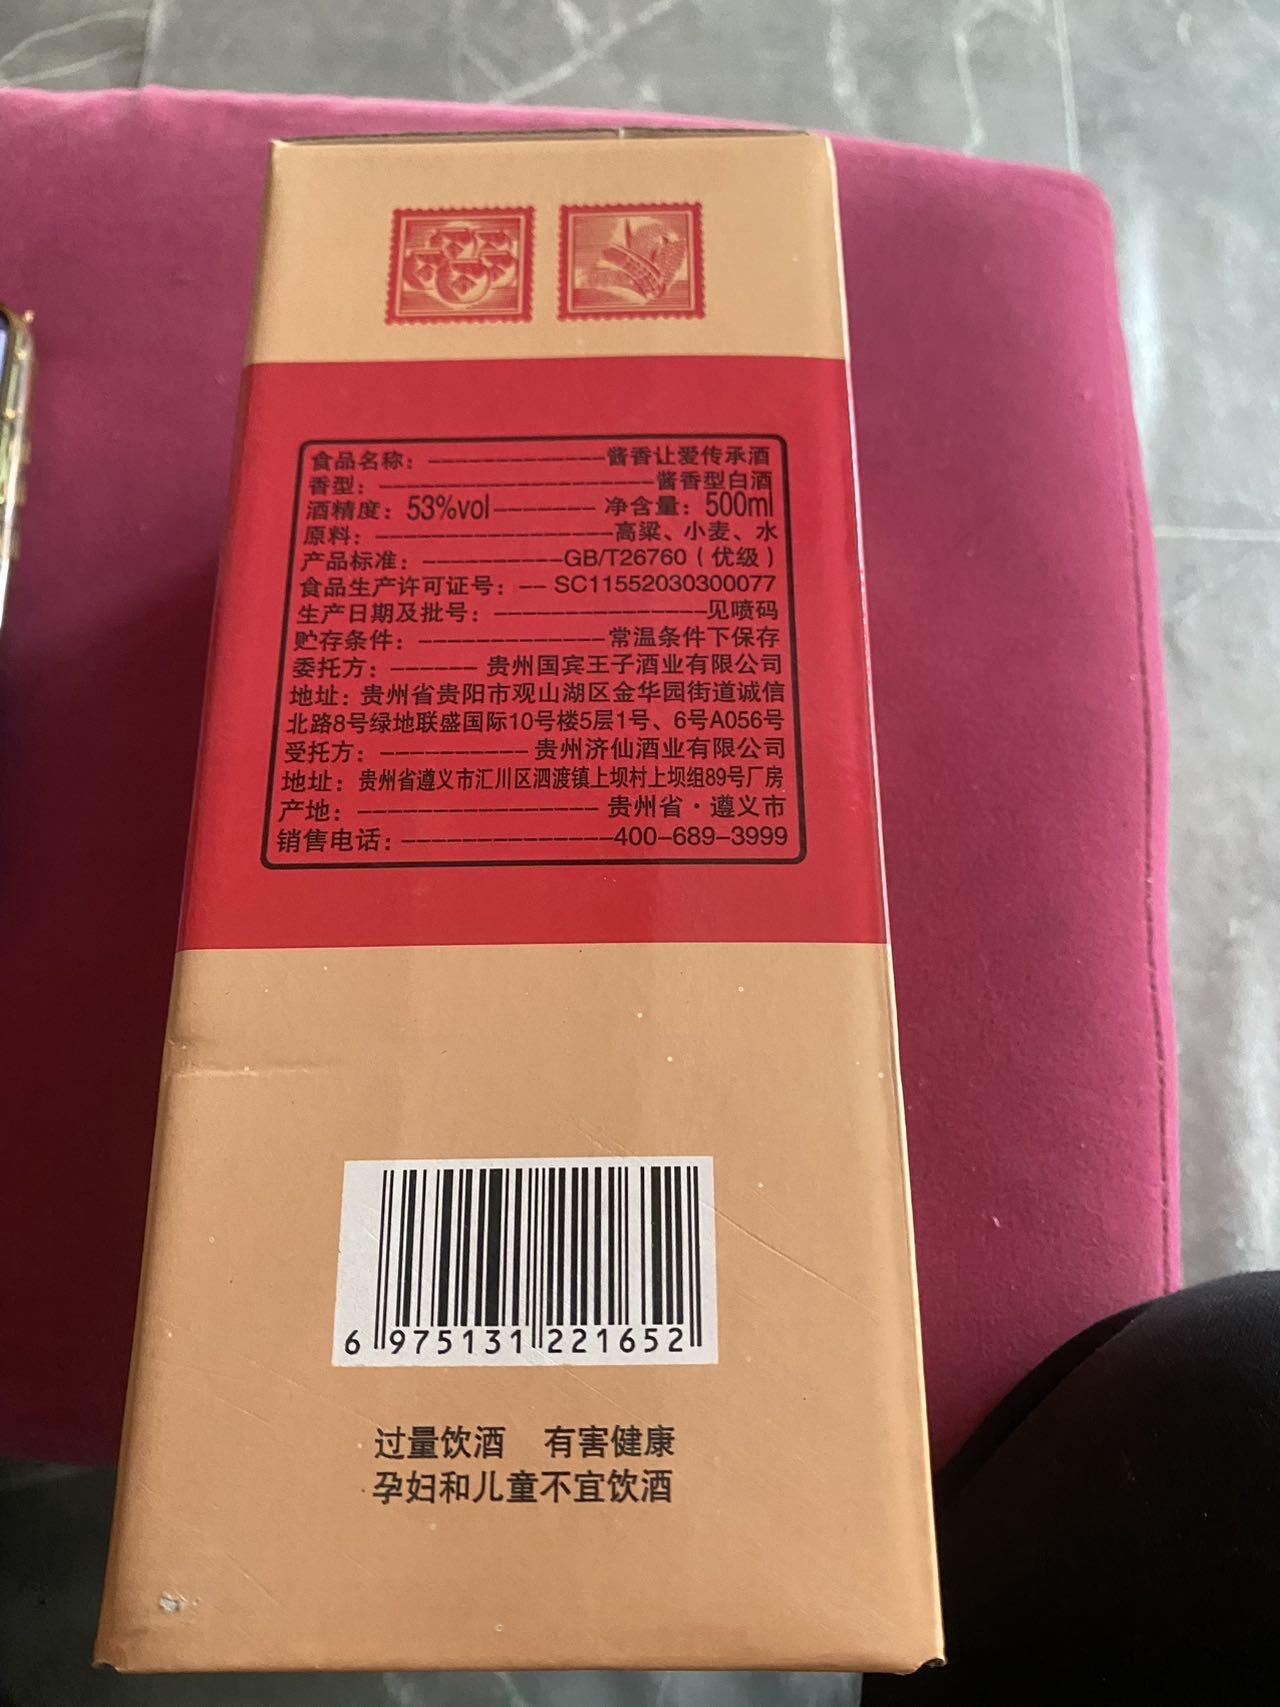 食品名称：——————酱香让爱传承酒
香型：——————————酱香型白酒
酒精度：53%vol——————净含量：500ml
原料：————————高粱、小麦、水
产品标准：——————GB/T26760（优级）
食品生产许可证号：——SC11552030300077
生产日期及批号：————————见喷码
贮存条件：———————常温条件下保存
委托方：————贵州国宾王子酒业有限公司
地址：贵州省贵阳市观山湖区金华园街道诚信
北路8号绿地联盛国际10号楼5层1号、6号A056号
受托方：——————贵州济仙酒业有限公司
地址：贵州省遵义市汇川区泗渡镇上坝村上坝组89号厂房
产地：—————————贵州省·遵义市
销售电话：————————400-689-3999
6 975131 221652
过量饮酒 有害健康
孕妇和儿童不宜饮酒